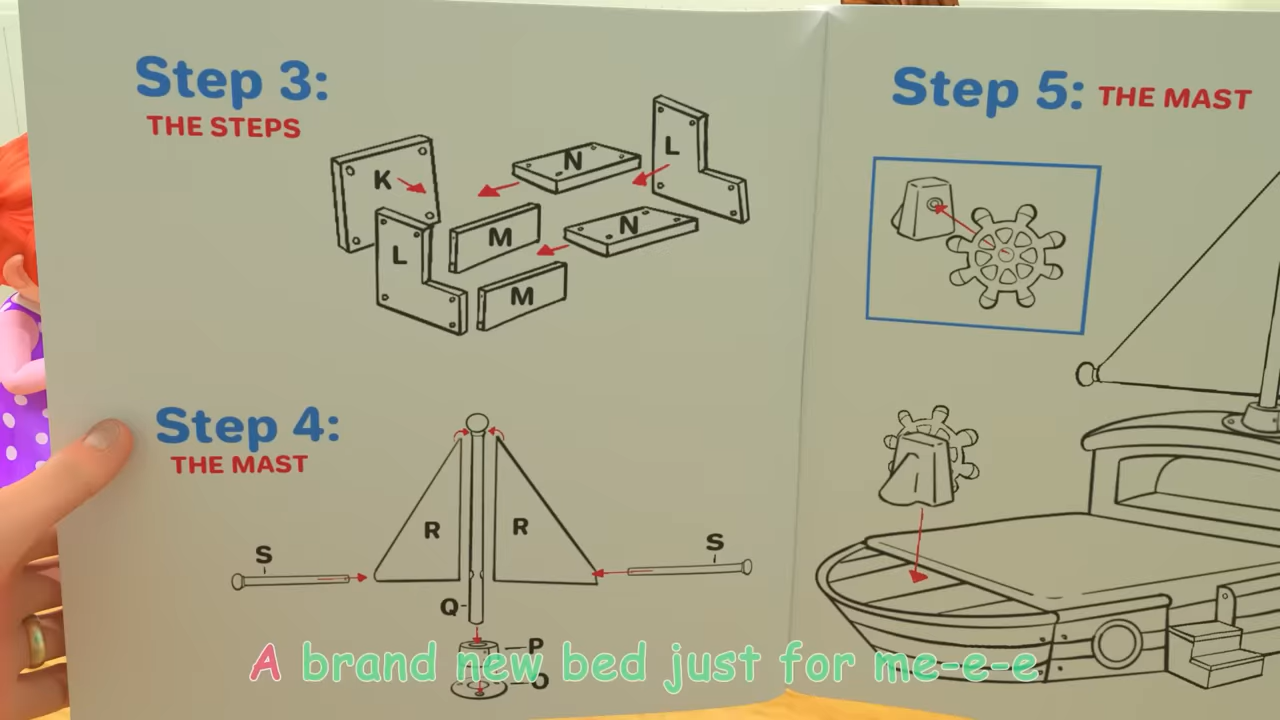 Step 3:
THE STEPS
K
N
L
L
M
N
M
Step 4:
THE MAST
R
R
S
S
Q
P
O
Step 5: THE MAST
A brand new bed just for me-e-e